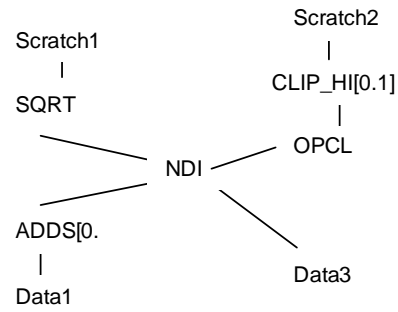 Scratch2
Scratch1
CLIP_HI[0.1]
SQRT
OPCL
NDI
ADDS[0.
Data3
Data1